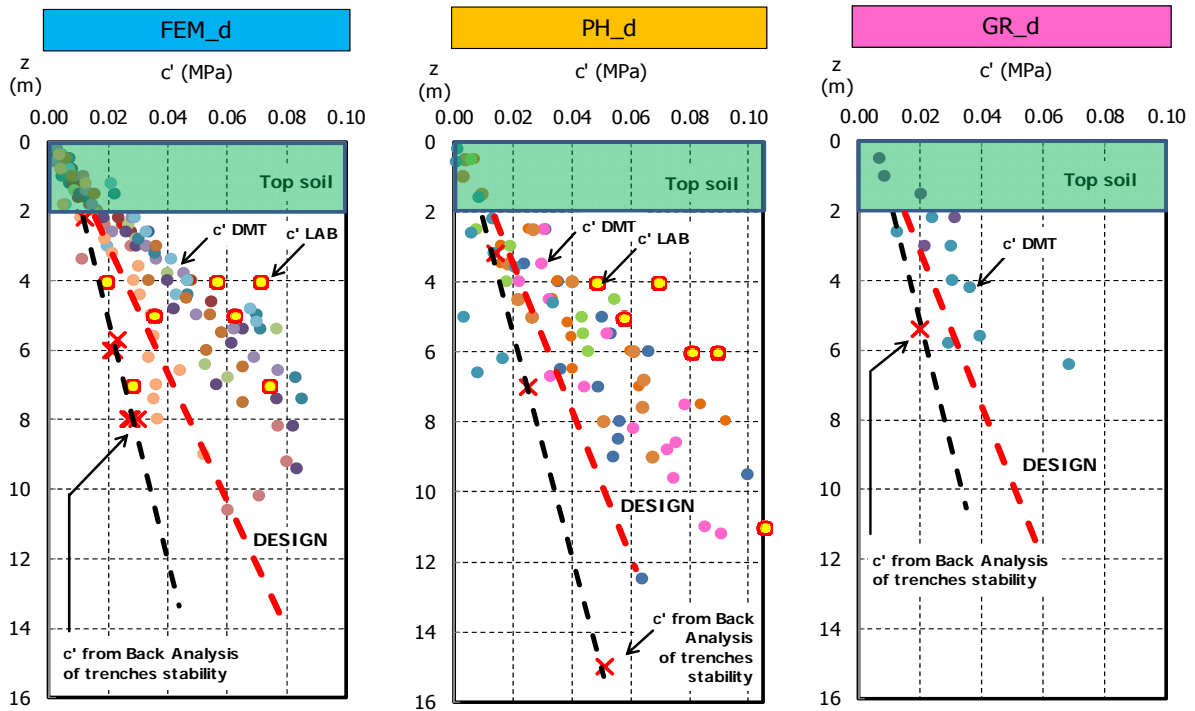 FEM_d
z
(m)
c' (MPa)
0.00 0.02 0.04 0.06 0.08 0.10
0
2
4
6
8
10
12
14
16
Top soil
c' DMT
c' LAB
DESIGN
c' from Back Analysis
of trenches stability
PH_d
z
(m)
c' (MPa)
0.00 0.02 0.04 0.06 0.08 0.10
0
2
4
6
8
10
12
14
16
Top soil
c' DMT
c' LAB
DESIGN
c' from Back
Analysis
of trenches
stability
GR_d
z
(m)
c' (MPa)
0.00 0.02 0.04 0.06 0.08 0.10
0
2
4
6
8
10
12
14
16
Top soil
c' DMT
DESIGN
c' from Back Analysis
of trenches stability